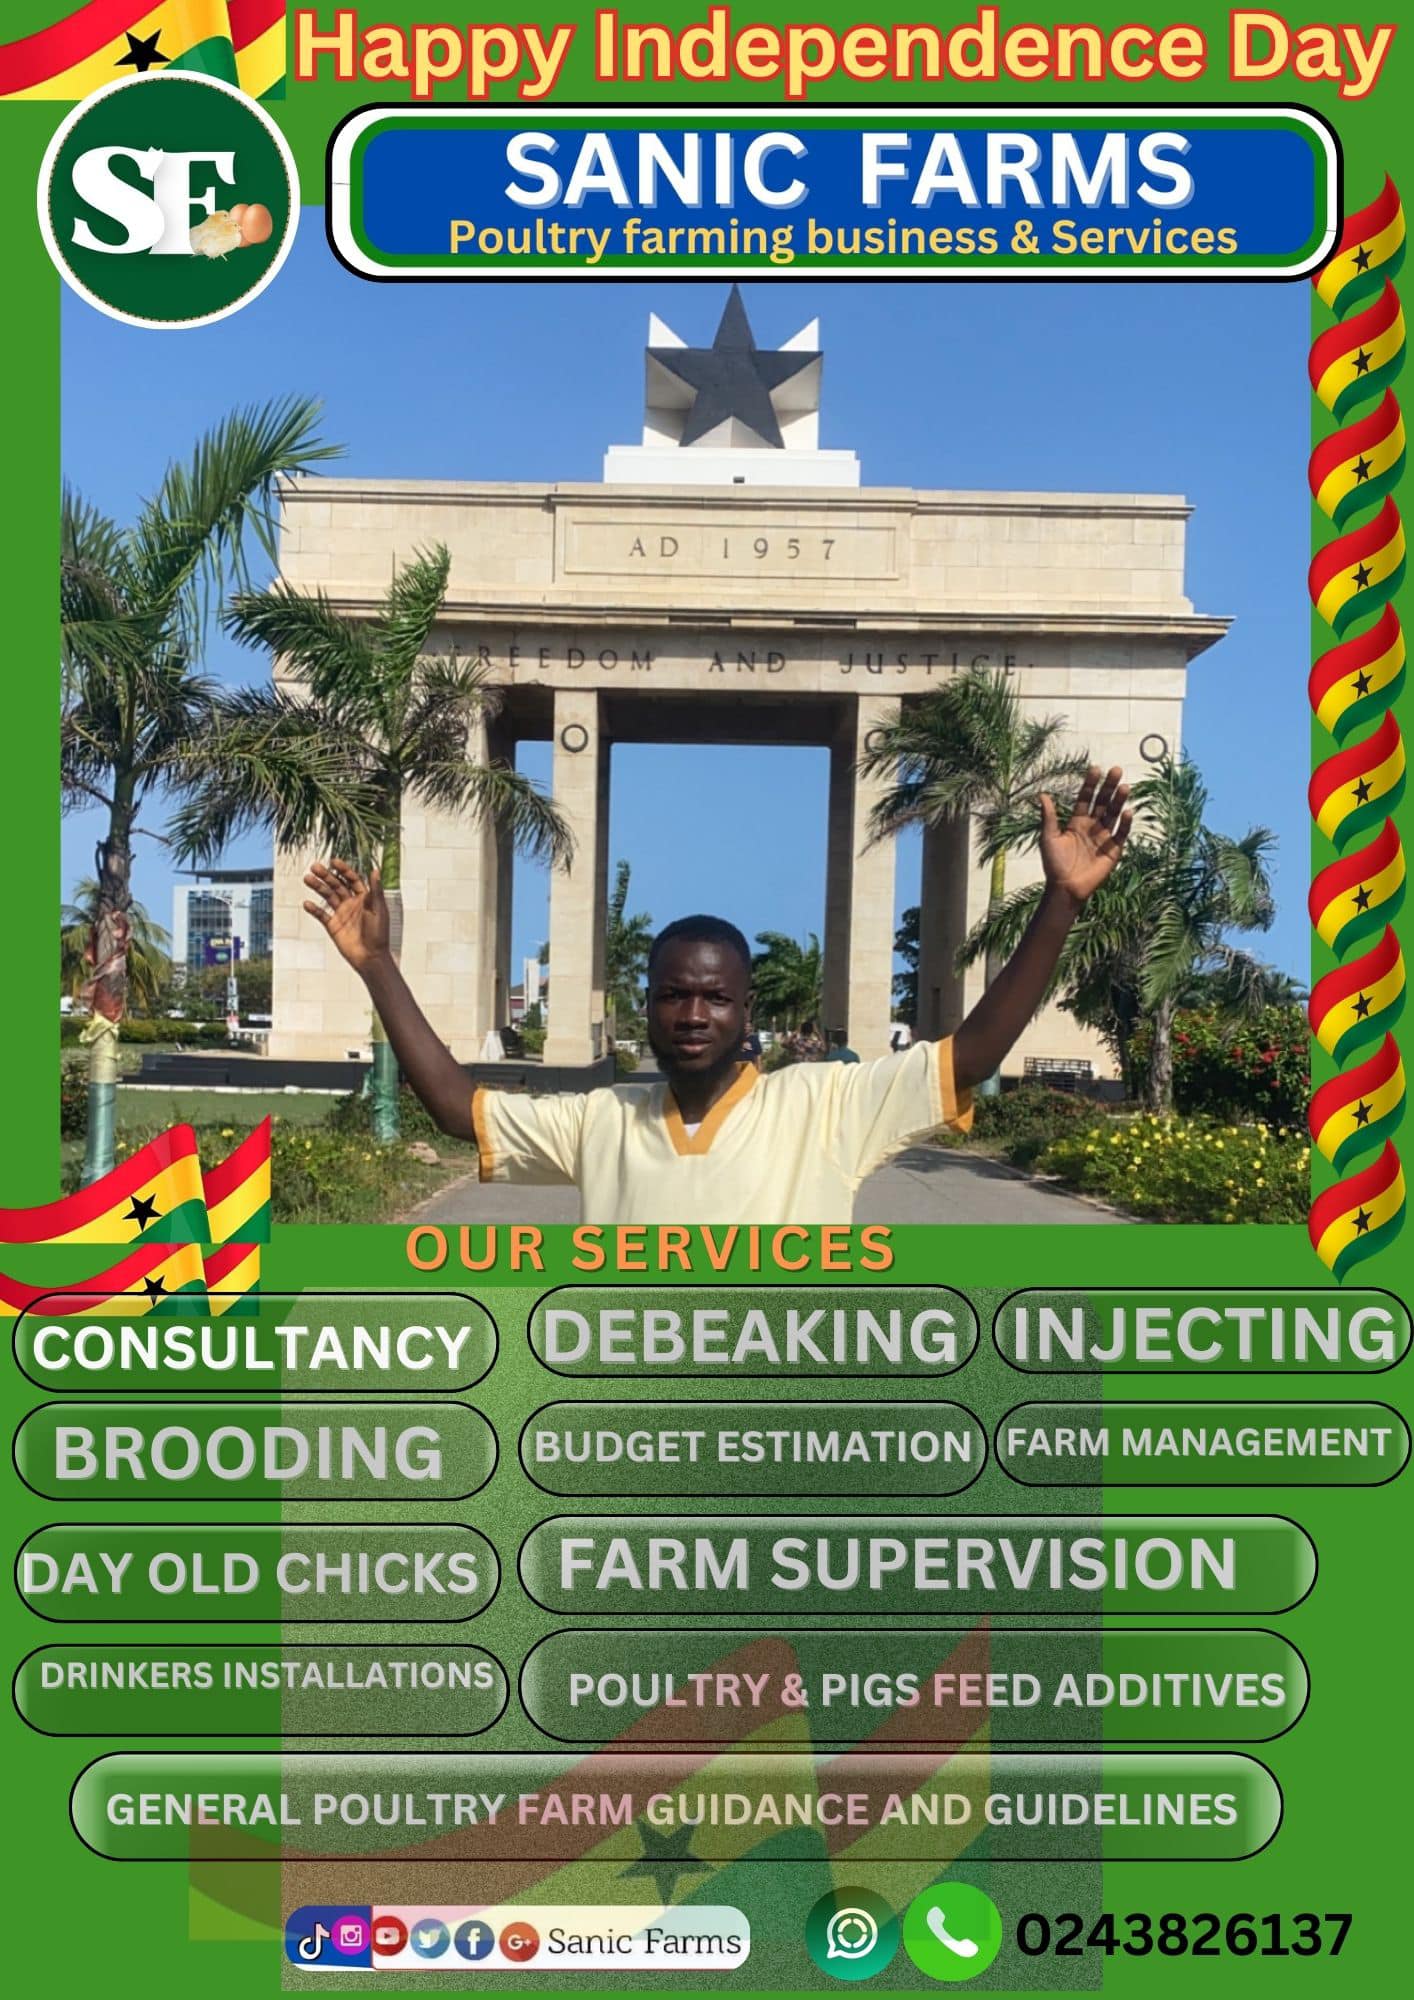 Happy Independence Day
SF
SANIC FARMS
Poultry farming business & Services
AD 1957
FREEDOM AND JUSTICE
OUR SERVICES
CONSULTANCY
DEBEAKING
INJECTING
BROODING
BUDGET ESTIMATION
FARM MANAGEMENT
DAY OLD CHICKS
FARM SUPERVISION
DRINKERS INSTALLATIONS
POULTRY & PIGS FEED ADDITIVES
GENERAL POULTRY FARM GUIDANCE AND GUIDELINES
Sanic Farms
0243826137